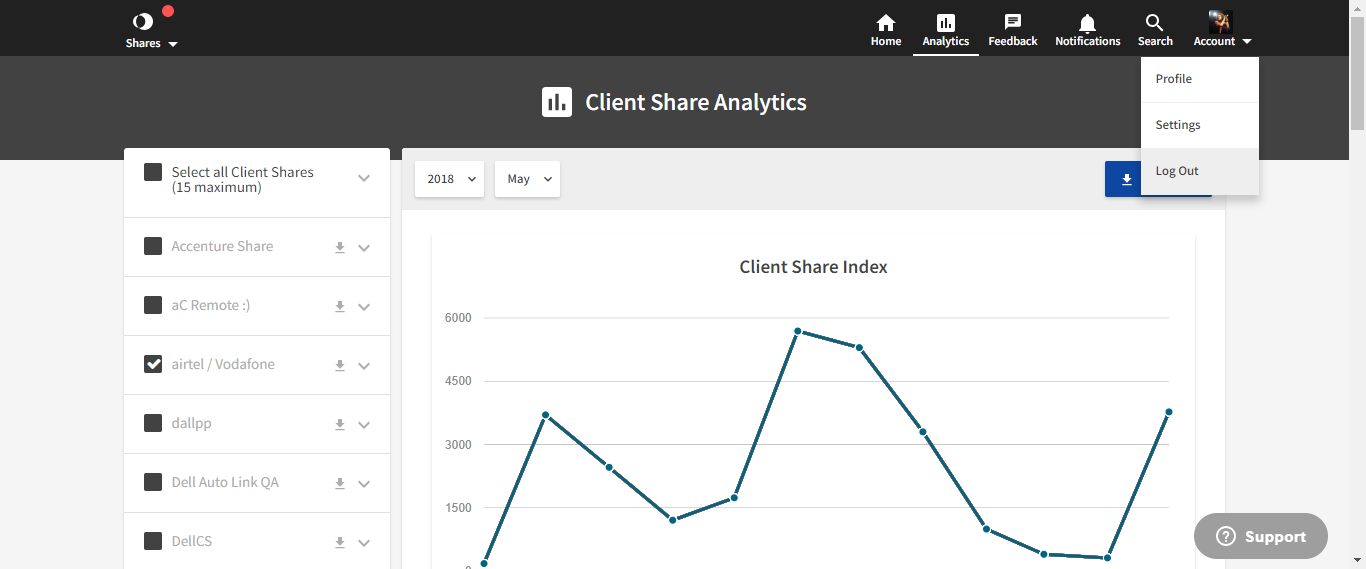 Shares
Home
Analytics
Feedback
Notifications
Search
Account
Profile
Settings
Log Out
Client Share Analytics
Select all Client Shares
(15 maximum)
Accenture Share
aC Remote :)
airtel / Vodafone
dallpp
Dell Auto Link QA
DellCS
2018
May
Client Share Index
6000
4500
3000
1500
0
Support